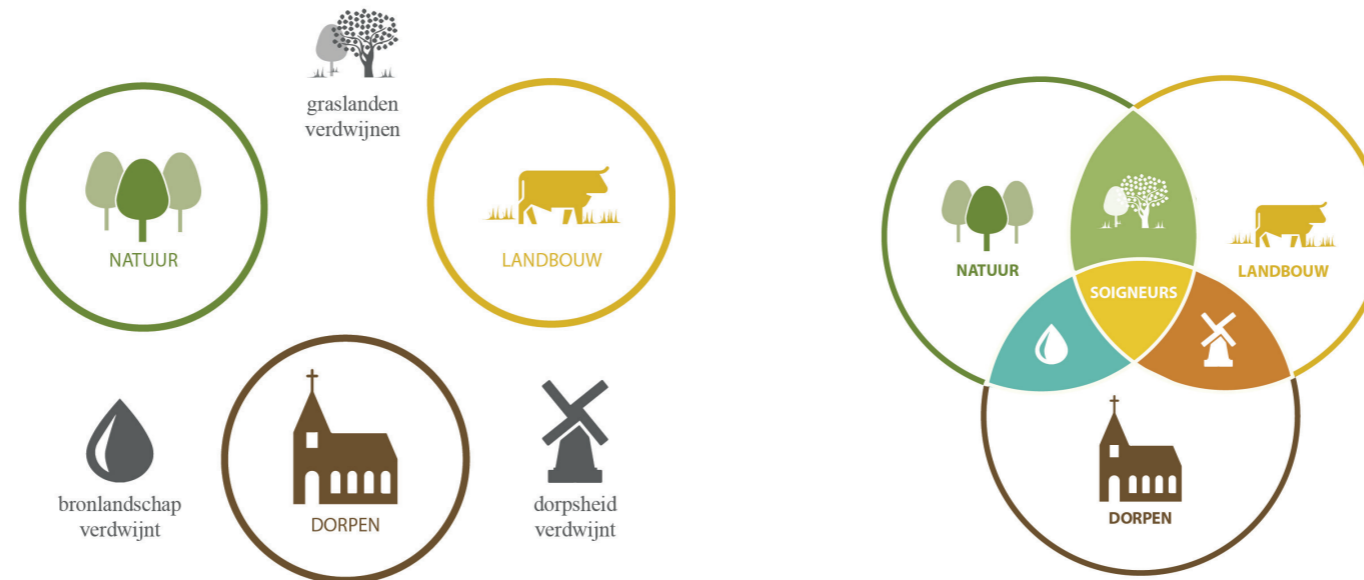 graslanden
verdwijnen
NATUUR
LANDBOUW
bronlandschap
verdwijnt
DORPEN
dorpsheid
verdwijnt
NATUUR
LANDBOUW
SOIGNEURS
DORPEN